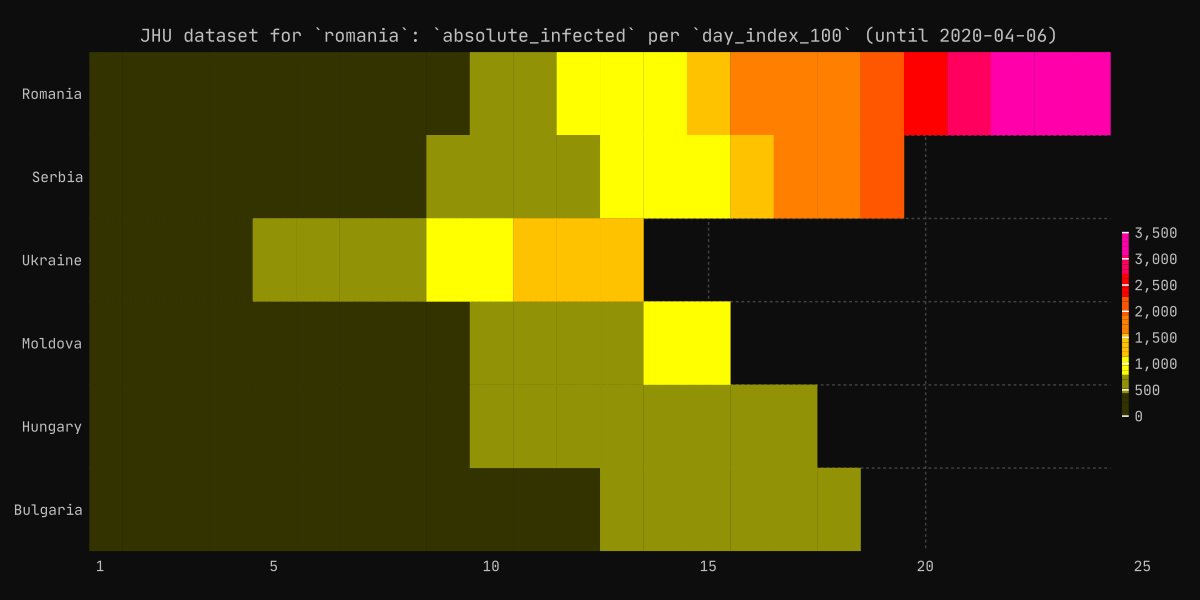 JHU dataset for `romania`: `absolute_infected` per `day_index_100` (until 2020-04-06)
Romania
Serbia
Ukraine
Moldova
Hungary
Bulgaria
3,500
3,000
2,500
2,000
1,500
1,000
500
0
1 5 10 15 20 25